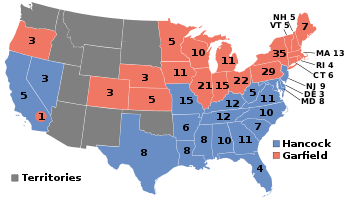 NH 5
VT 5
7
3
5
10
11
35
MA 13
RI 4
CT 6
3
11
21
15
22
29
NJ 9
DE 3
MD 8
5
3
3
5
15
12
5
11
1
12
10
6
7
8
8
8
10
11
4
Hancock
Garfield
Territories